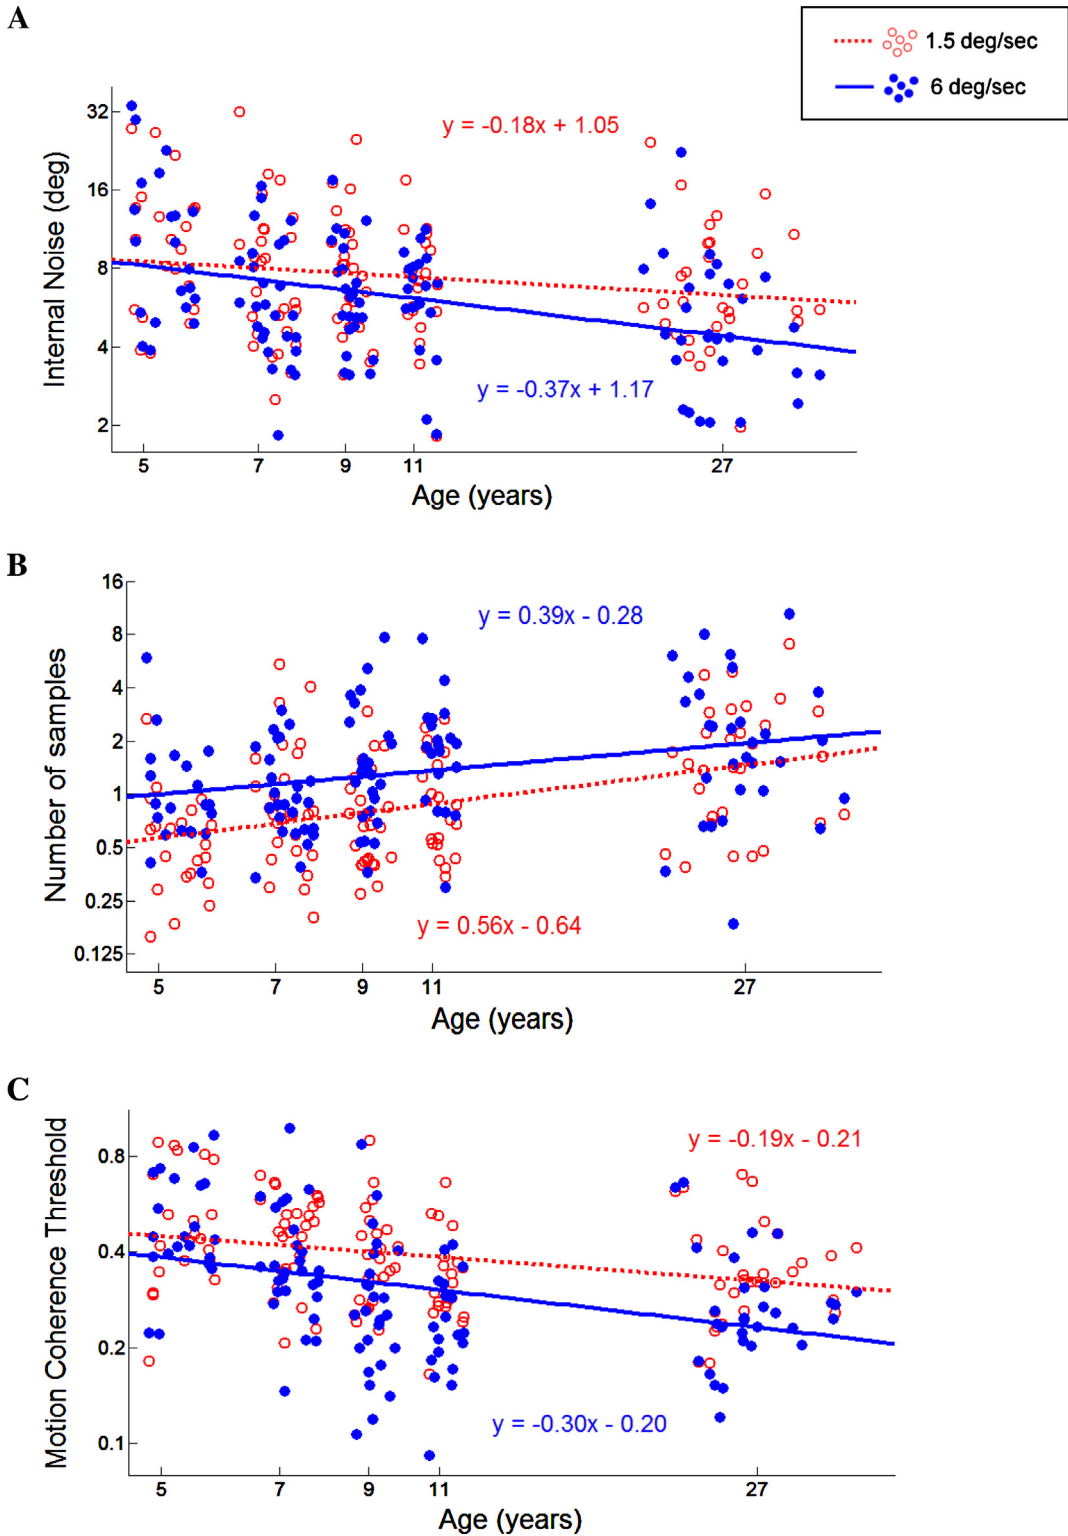 A
1.5 deg/sec
6 deg/sec
y = -0.18x + 1.05
y = -0.37x + 1.17
Internal Noise (deg)
32
16
8
4
2
5 7 9 11 27
Age (years)
B
y = 0.39x - 0.28
y = 0.56x - 0.64
Number of samples
16
8
4
2
1
0.5
0.25
0.125
5 7 9 11 27
Age (years)
C
y = -0.19x - 0.21
y = -0.30x - 0.20
Motion Coherence Threshold
0.8
0.4
0.2
0.1
5 7 9 11 27
Age (years)